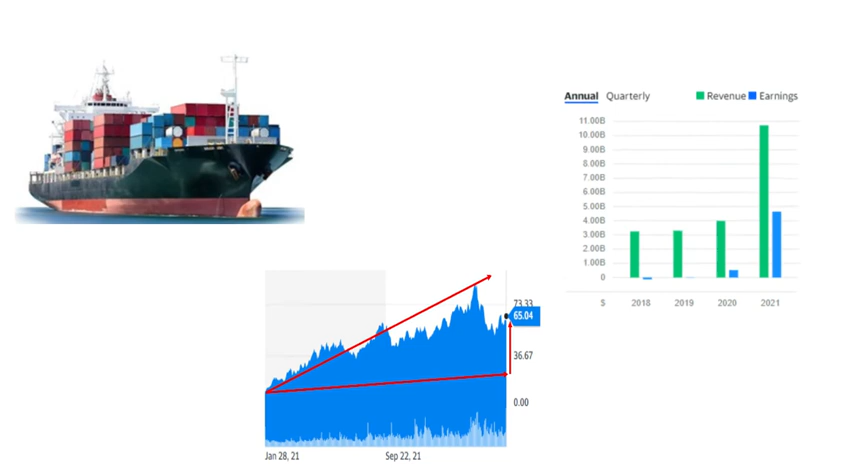 Annual Quarterly Revenue Earnings
11.00B
10.00B
9.00B
8.00B
7.00B
6.00B
5.00B
4.00B
3.00B
2.00B
1.00B
0
$ 2018 2019 2020 2021
73.33
65.04
36.67
0.00
Jan 28, 21 Sep 22, 21